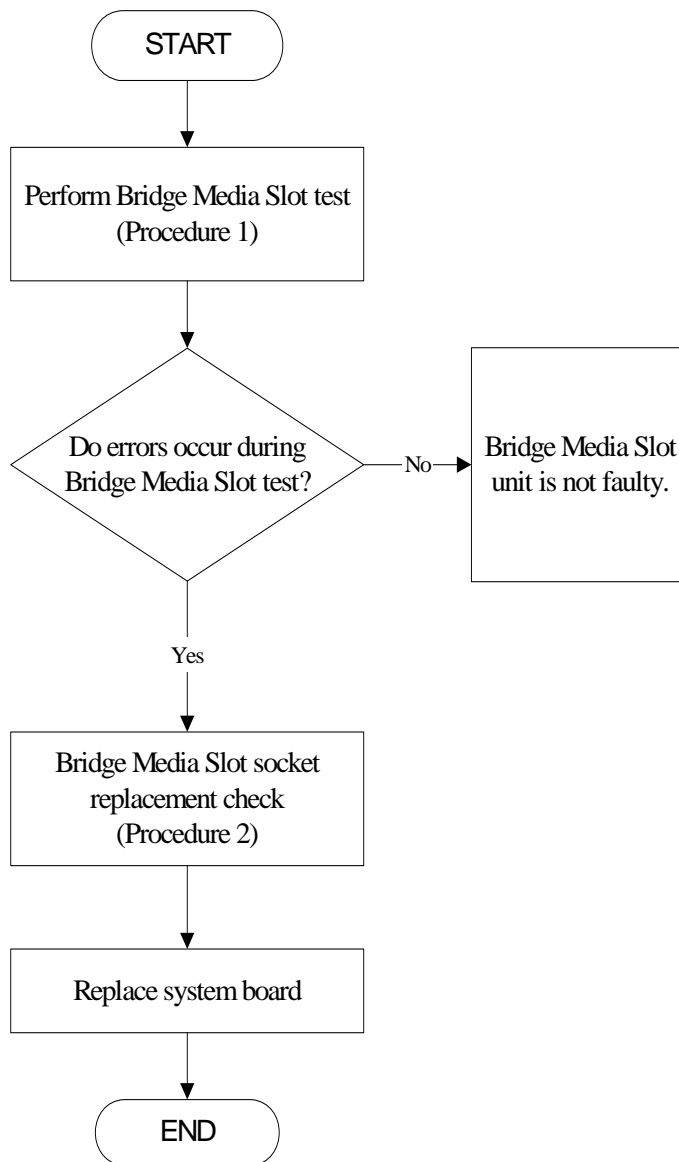 START
Perform Bridge Media Slot test
(Procedure 1)
Do errors occur during
Bridge Media Slot test?
No
Bridge Media Slot
unit is not faulty.
Yes
Bridge Media Slot socket
replacement check
(Procedure 2)
Replace system board
END